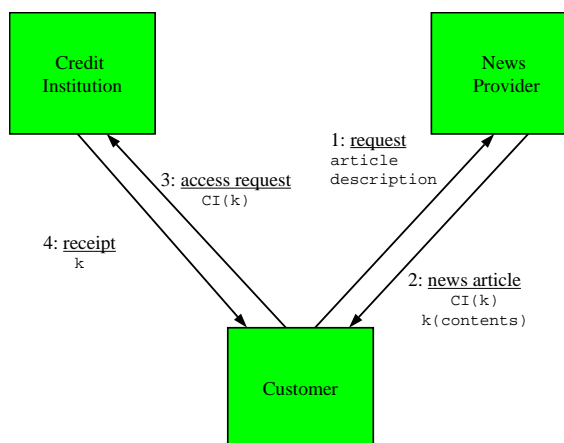 Credit
Institution
News
Provider
1: request
article
description
3: access request
CI(k)
4: receipt
k
2: news article
CI(k)
k(contents)
Customer